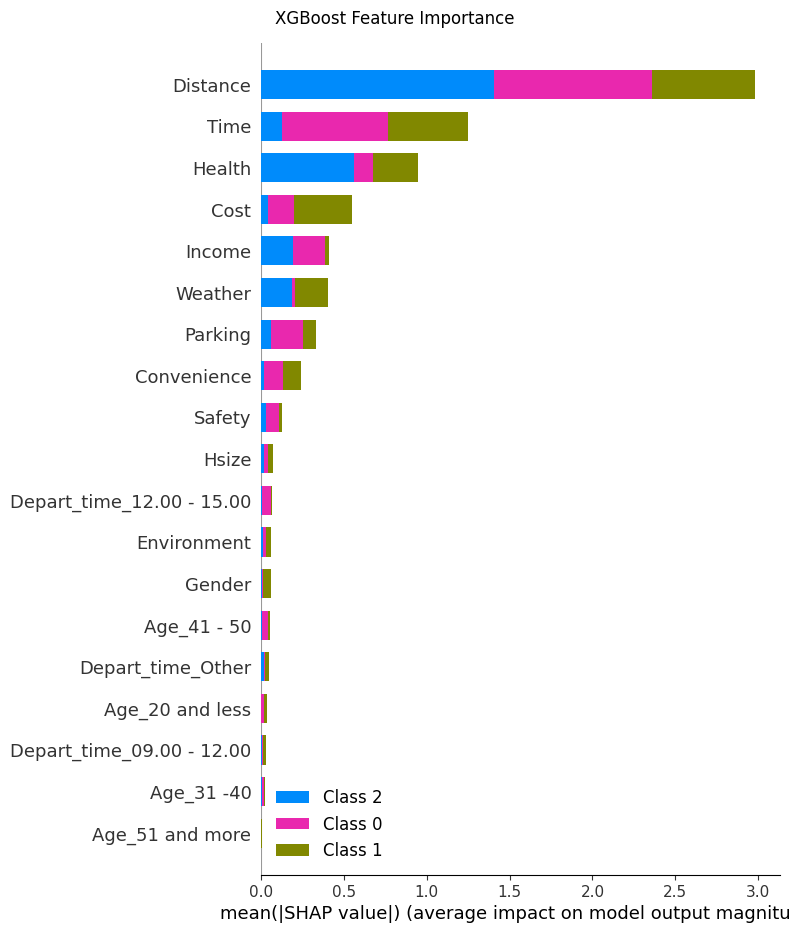 XGBoost Feature Importance
Distance
Time
Health
Cost
Income
Weather
Parking
Convenience
Safety
Hsize
Depart_time_12.00 - 15.00
Environment
Gender
Age_41 - 50
Depart_time_Other
Age_20 and less
Depart_time_09.00 - 12.00
Age_31 -40
Age_51 and more
Class 2
Class 0
Class 1
0.0 0.5 1.0 1.5 2.0 2.5 3.0
mean(|SHAP value|) (average impact on model output magnitu